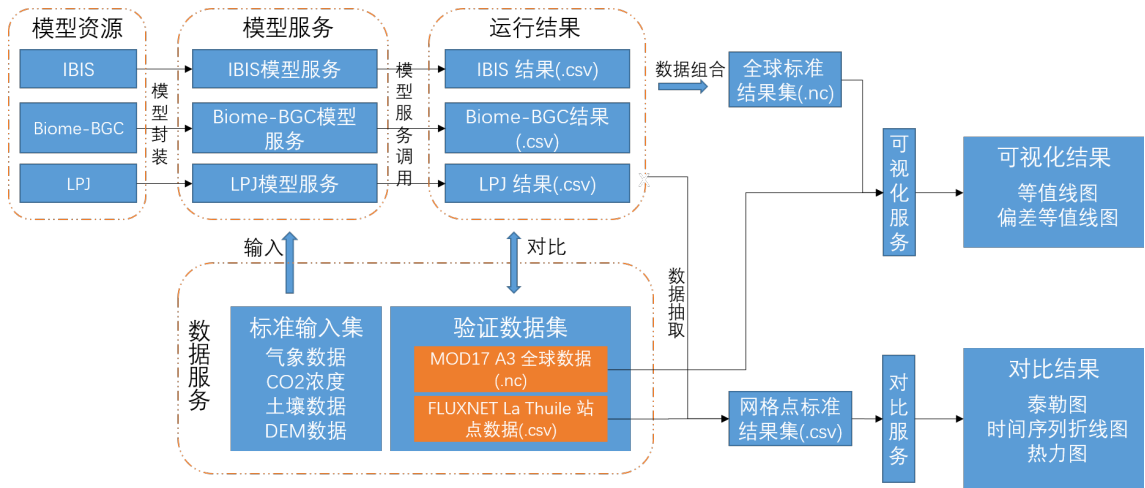 模型资源
IBIS
Biome-BGC
LPJ
模型封装
模型服务
IBIS模型服务
Biome-BGC模型
服务
LPJ模型服务
模型服务调用
运行结果
IBIS 结果(.csv)
Biome-BGC结果
(.csv)
LPJ 结果(.csv)
数据组合
全球标准
结果集(.nc)
可视化服务
可视化结果
等值线图
偏差等值线图
输入
对比
数据抽取
数据服务
标准输入集
气象数据
CO2浓度
土壤数据
DEM数据
验证数据集
MOD17 A3 全球数据
(.nc)
FLUXNET La Thuile 站
点数据(.csv)
网格点标准
结果集(.csv)
对比服务
对比结果
泰勒图
时间序列折线图
热力图